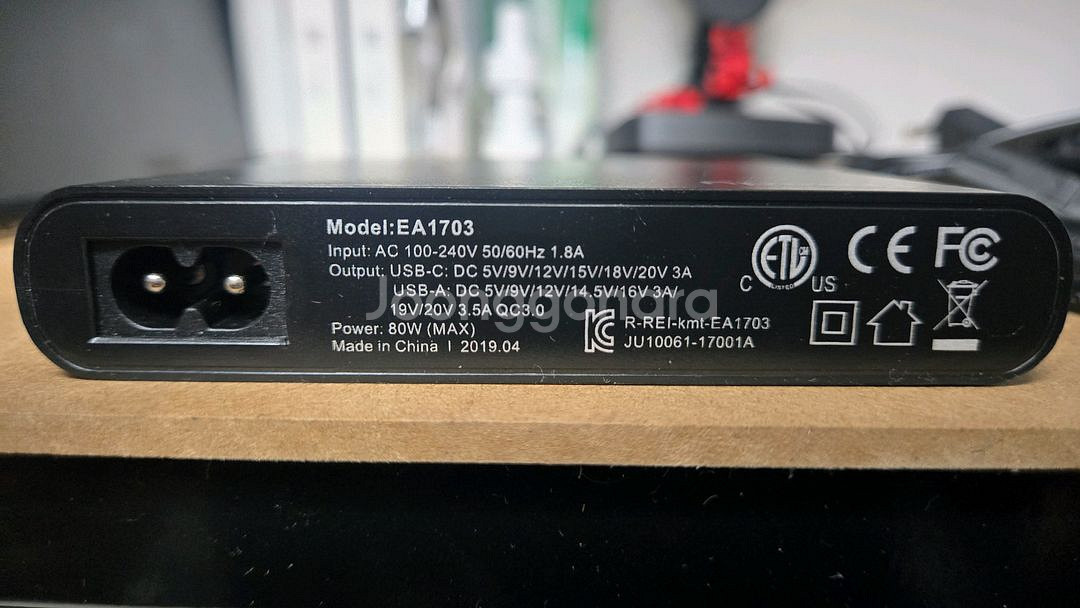 Model:EA1703
Input: AC 100-240V 50/60Hz 1.8A
Output: USB-C: DC 5V/9V/12V/15V/18V/20V 3A
USB-A: DC 5V/9V/12V/14.5V/16V 3A/
19V/20V 3.5A QC3.0
Power: 80W (MAX)
Made in China | 2019.04
R-REI-kmt-EA1703
JU10061-17001A
C ETL US
LISTED
CE FC
Joonggonara